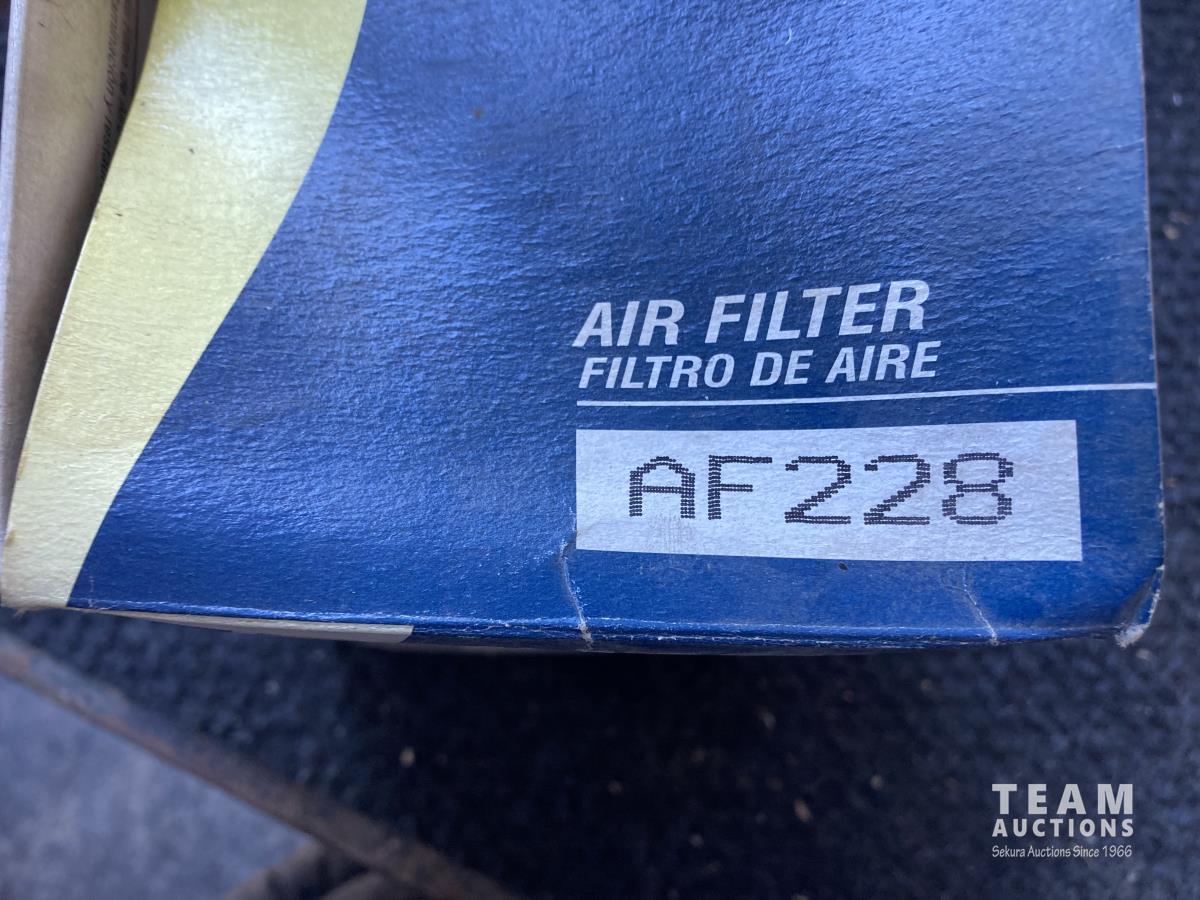 AIR FILTER
FILTRO DE AIRE
AF228
TEAM
AUCTIONS
Sekura Auctions Since 1966